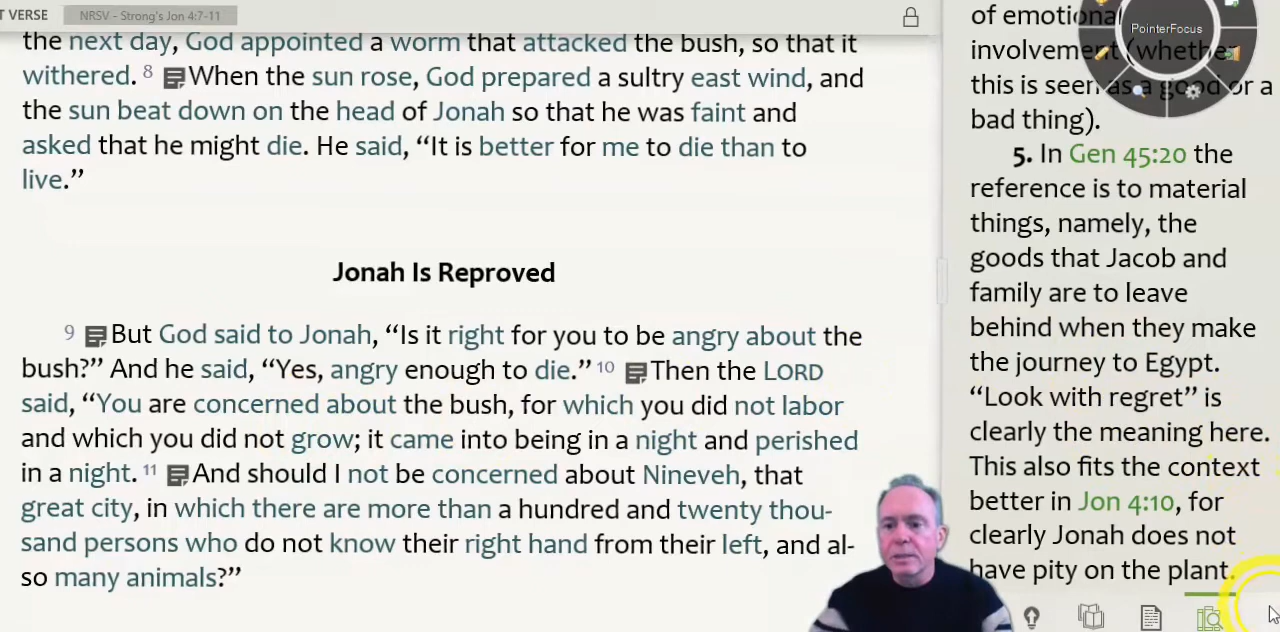 T VERSE
NRSV - Strong's Jon 4:7-11
the next day, God appointed a worm that attacked the bush, so that it
withered. 8 When the sun rose, God prepared a sultry east wind, and
the sun beat down on the head of Jonah so that he was faint and
asked that he might die. He said, “It is better for me to die than to
live.”
Jonah Is Reproved
9 But God said to Jonah, “Is it right for you to be angry about the
bush?” And he said, “Yes, angry enough to die.” 10 Then the LORD
said, “You are concerned about the bush, for which you did not labor
and which you did not grow; it came into being in a night and perished
in a night. 11 And should I not be concerned about Nineveh, that
great city, in which there are more than a hundred and twenty thou-
sand persons who do not know their right hand from their left, and al-
so many animals?”
of emotional
involvement (whether
this is seen as a good or a
bad thing).
5. In Gen 45:20 the
reference is to material
things, namely, the
goods that Jacob and
family are to leave
behind when they make
the journey to Egypt.
“Look with regret” is
clearly the meaning here.
This also fits the context
better in Jon 4:10, for
clearly Jonah does not
have pity on the plant.
PointerFocus